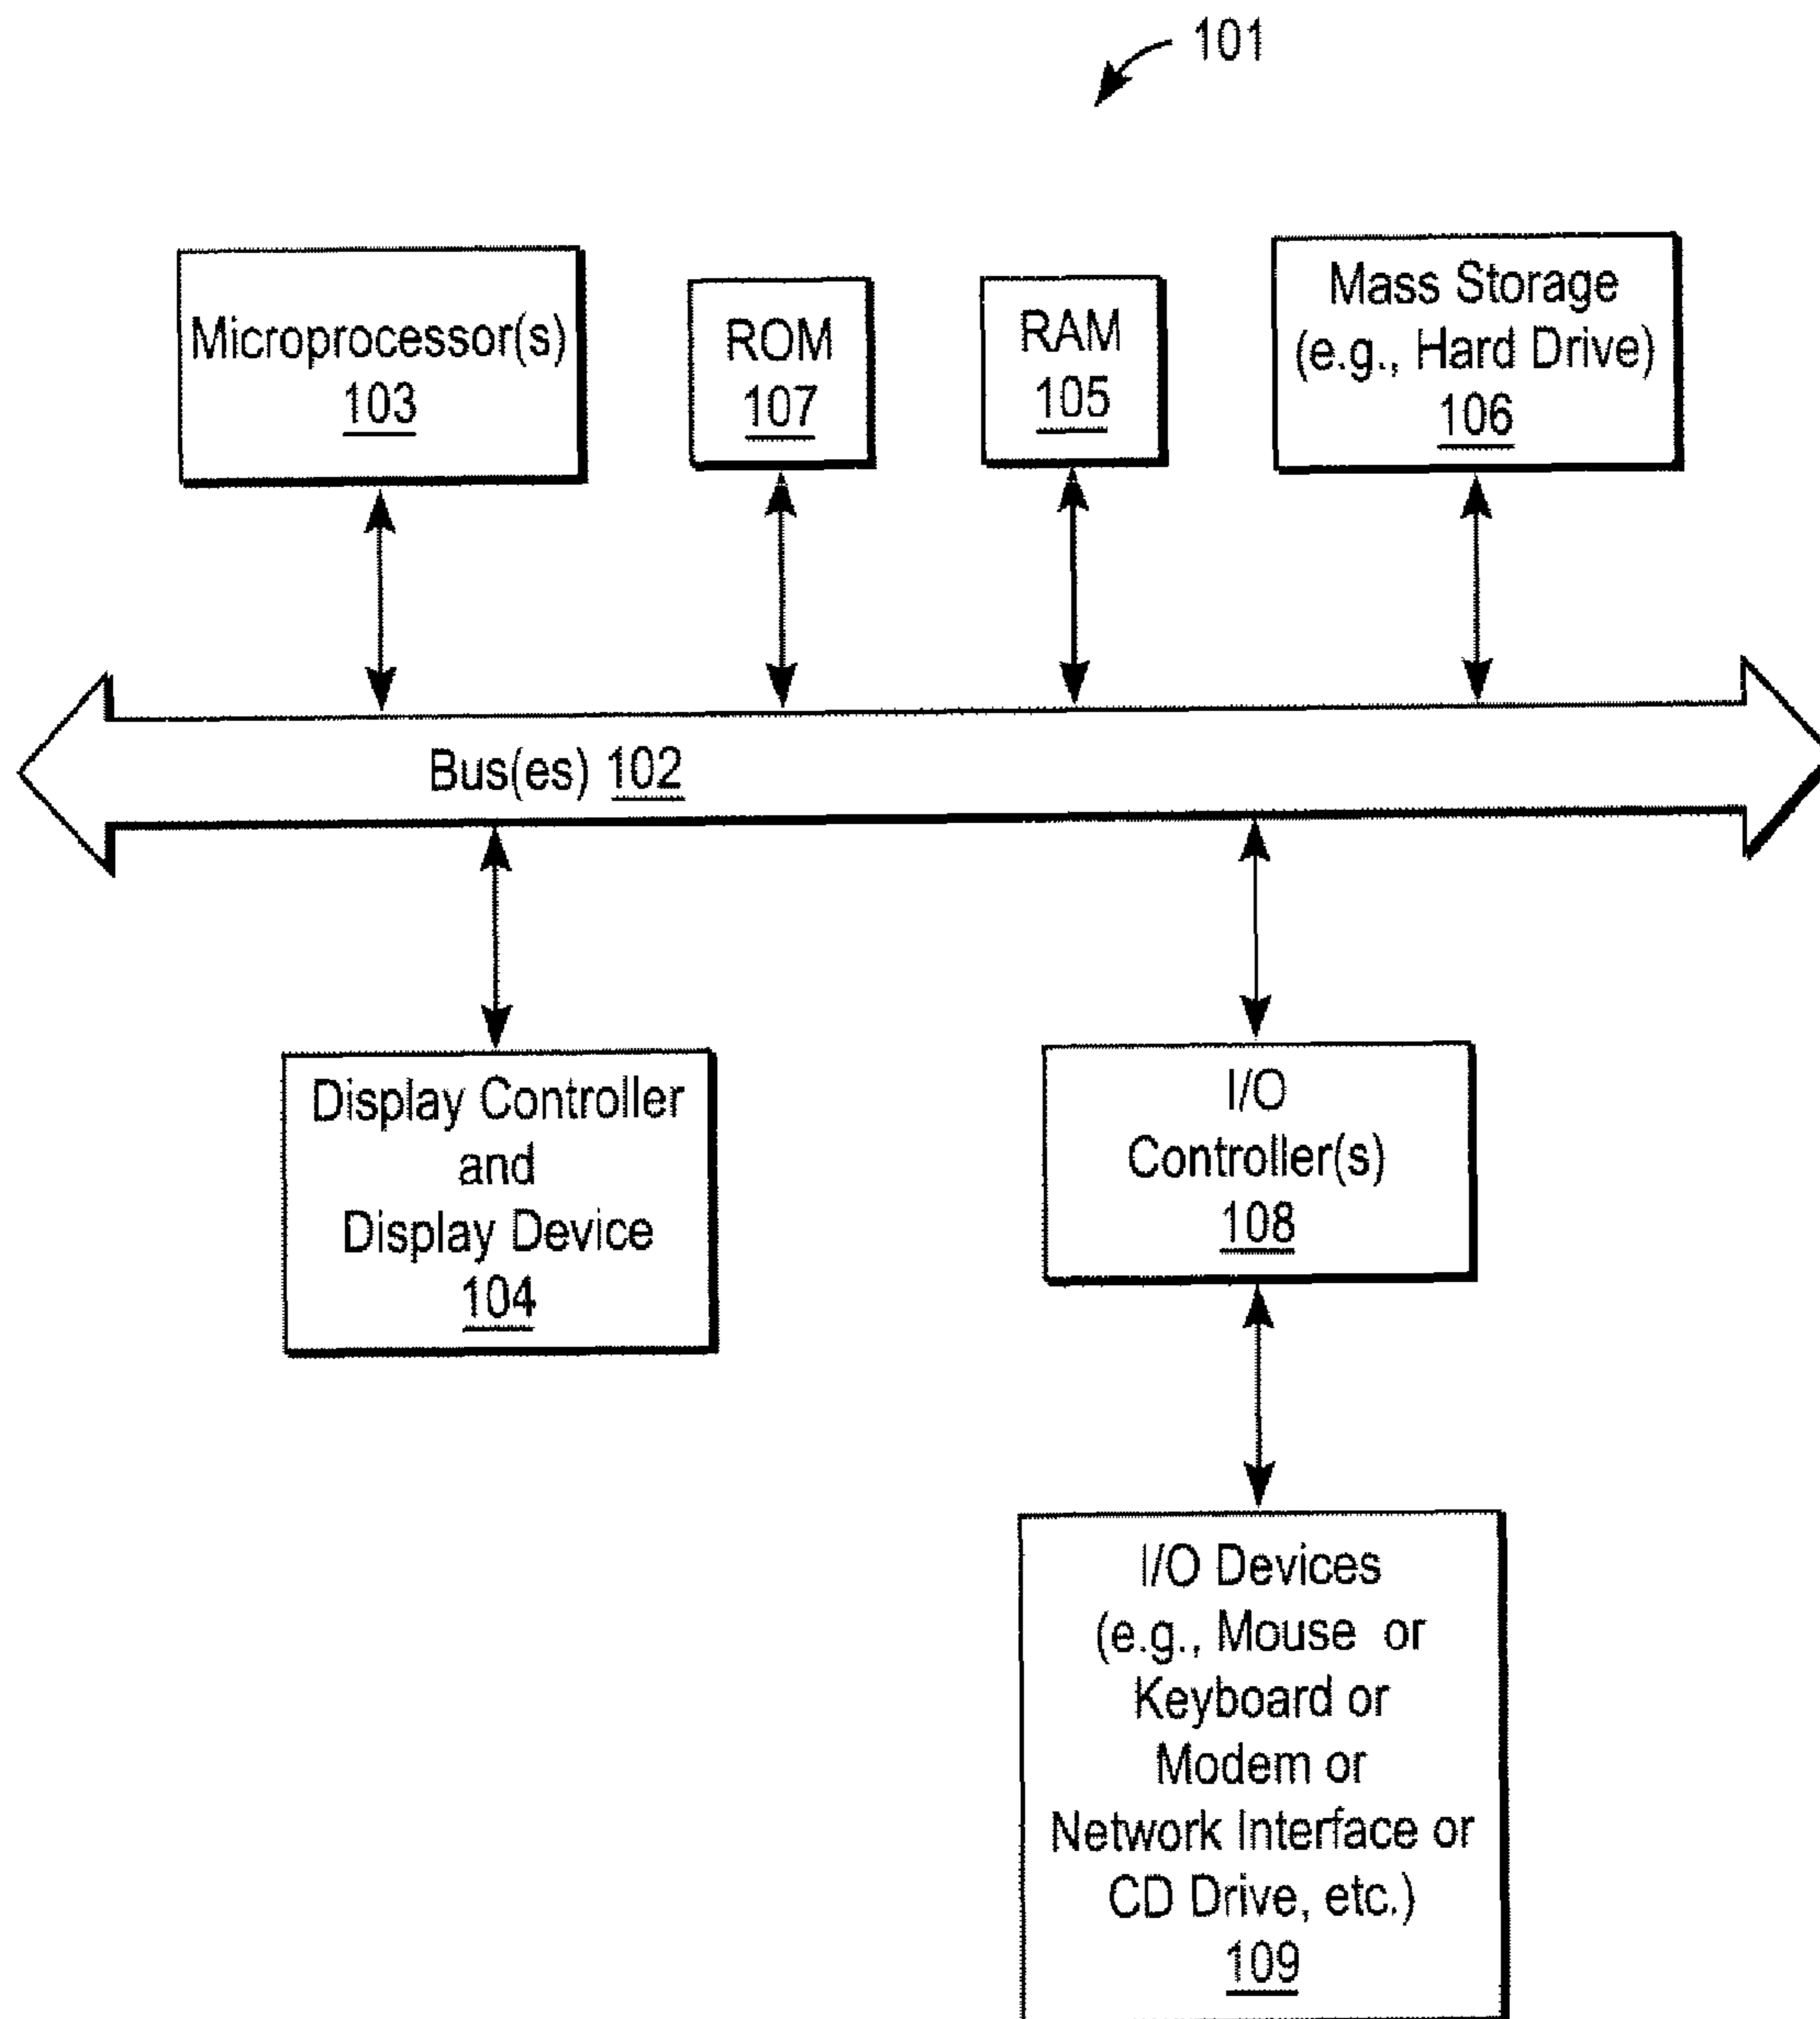 101
Microprocessor(s)
103
ROM
107
RAM
105
Mass Storage
(e.g., Hard Drive)
106
Bus(es) 102
Display Controller
and
Display Device
104
I/O
Controller(s)
108
I/O Devices
(e.g., Mouse or
Keyboard or
Modem or
Network Interface or
CD Drive, etc.)
109